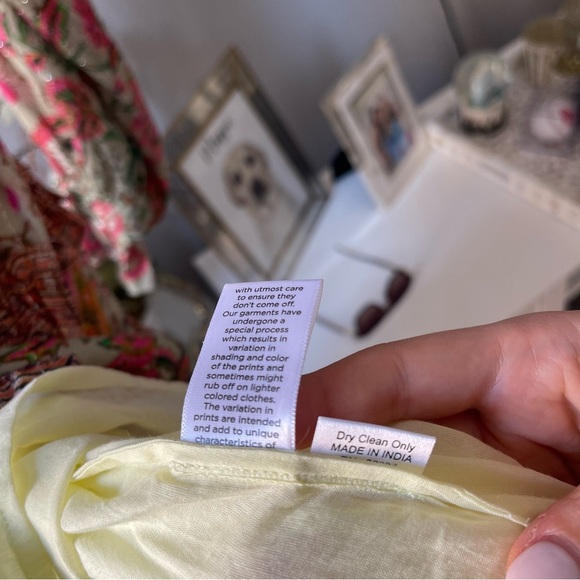 with utmost care
to ensure they
don't come off.
Our garments have
undergone a
special process
which results in
variation in
shading and color
of the prints and
sometimes might
rub off on lighter
colored clothes.
The variation in
prints are intended
and add to unique
characteristics of
Dry Clean Only
MADE IN INDIA